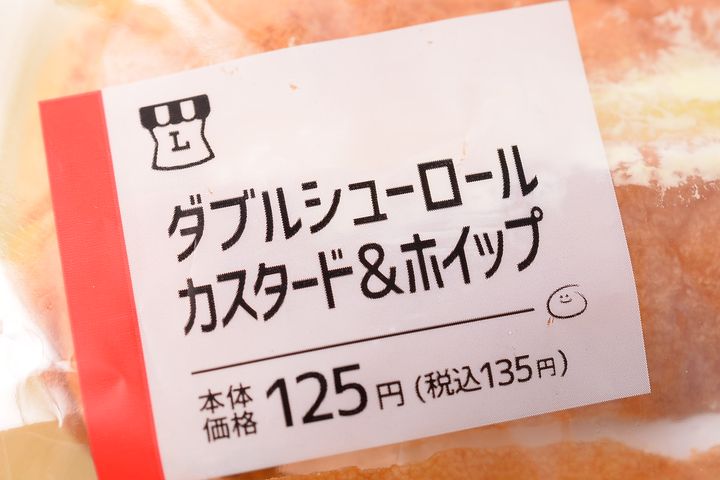 L
ダブルシューロール
カスタード&ホイップ
本体価格 125円 (税込135円)